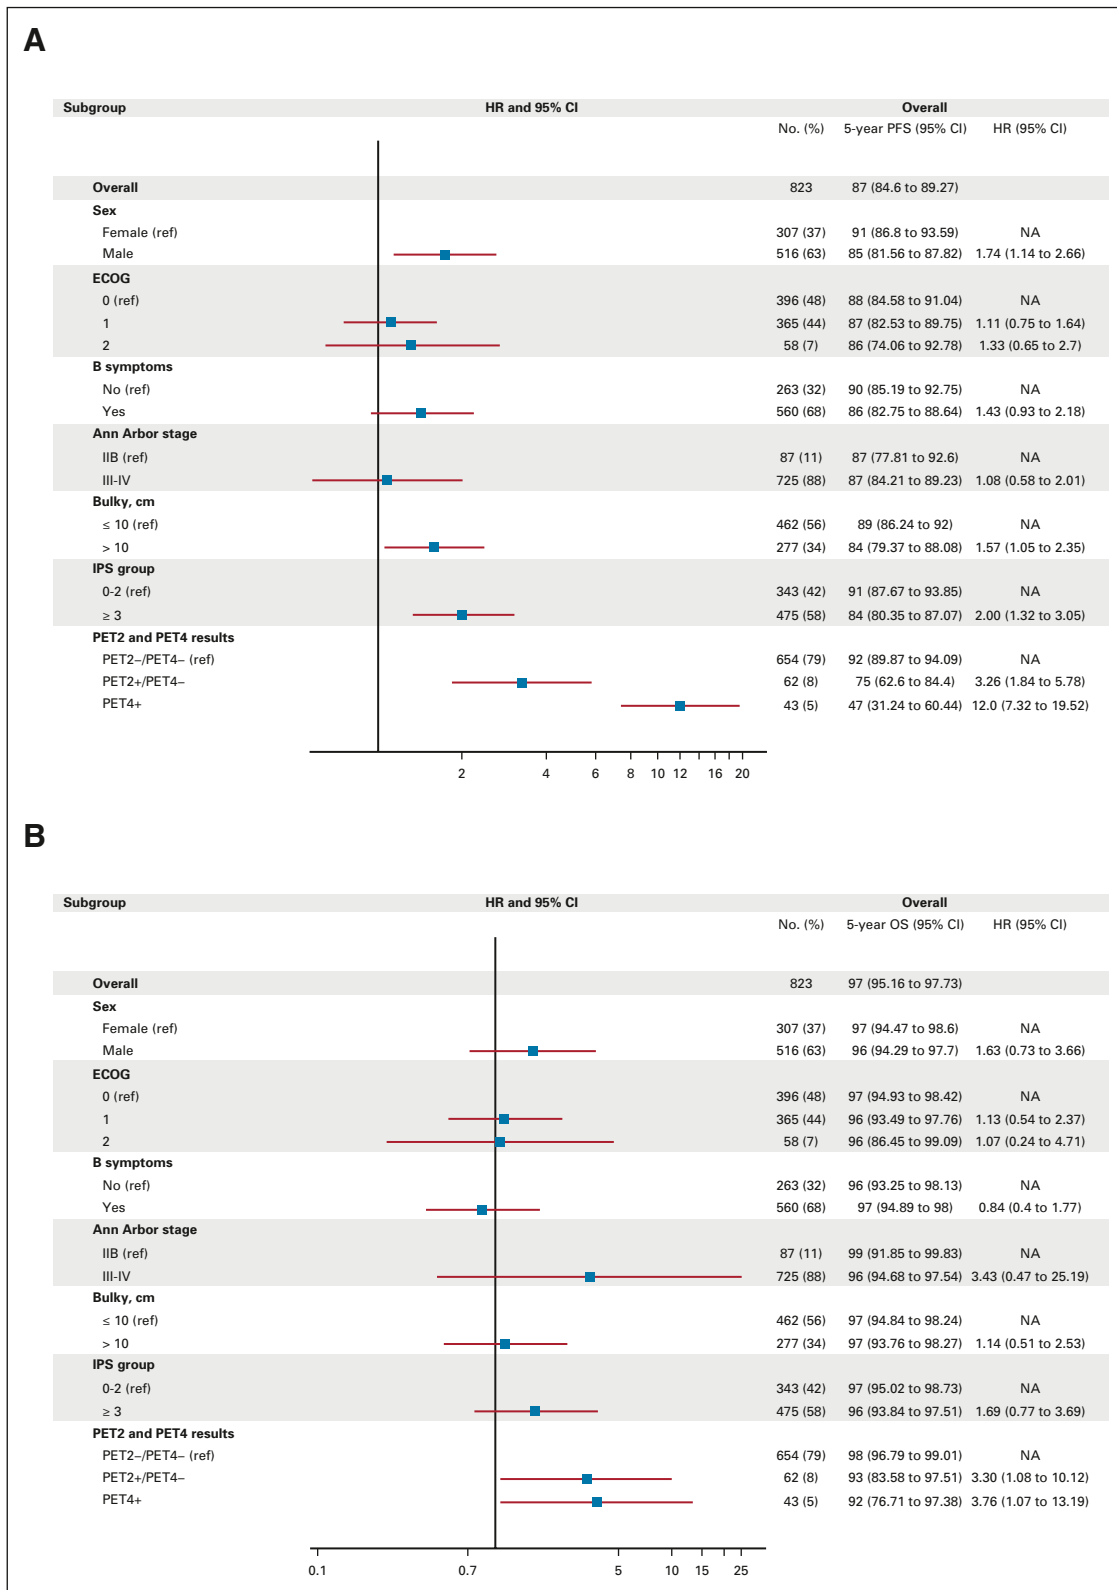 A
Subgroup HR and 95% CI Overall
No. (%) 5-year PFS (95% CI) HR (95% CI)
Overall 823 87 (84.6 to 89.27)
Sex
Female (ref) 307 (37) 91 (86.8 to 93.59) NA
Male 516 (63) 85 (81.56 to 87.82) 1.74 (1.14 to 2.66)
ECOG
0 (ref) 396 (48) 88 (84.58 to 91.04) NA
1 365 (44) 87 (82.53 to 89.75) 1.11 (0.75 to 1.64)
2 58 (7) 86 (74.06 to 92.78) 1.33 (0.65 to 2.7)
B symptoms
No (ref) 263 (32) 90 (85.19 to 92.75) NA
Yes 560 (68) 86 (82.75 to 88.64) 1.43 (0.93 to 2.18)
Ann Arbor stage
IIB (ref) 87 (11) 87 (77.81 to 92.6) NA
III-IV 725 (88) 87 (84.21 to 89.23) 1.08 (0.58 to 2.01)
Bulky, cm
≤ 10 (ref) 462 (56) 89 (86.24 to 92) NA
> 10 277 (34) 84 (79.37 to 88.08) 1.57 (1.05 to 2.35)
IPS group
0-2 (ref) 343 (42) 91 (87.67 to 93.85) NA
≥ 3 475 (58) 84 (80.35 to 87.07) 2.00 (1.32 to 3.05)
PET2 and PET4 results
PET2−/PET4− (ref) 654 (79) 92 (89.87 to 94.09) NA
PET2+/PET4− 62 (8) 75 (62.6 to 84.4) 3.26 (1.84 to 5.78)
PET4+ 43 (5) 47 (31.24 to 60.44) 12.0 (7.32 to 19.52)
2 4 6 8 10 12 16 20
B
Subgroup HR and 95% CI Overall
No. (%) 5-year OS (95% CI) HR (95% CI)
Overall 823 97 (95.16 to 97.73)
Sex
Female (ref) 307 (37) 97 (94.47 to 98.6) NA
Male 516 (63) 96 (94.29 to 97.7) 1.63 (0.73 to 3.66)
ECOG
0 (ref) 396 (48) 97 (94.93 to 98.42) NA
1 365 (44) 96 (93.49 to 97.76) 1.13 (0.54 to 2.37)
2 58 (7) 96 (86.45 to 99.09) 1.07 (0.24 to 4.71)
B symptoms
No (ref) 263 (32) 96 (93.25 to 98.13) NA
Yes 560 (68) 97 (94.89 to 98) 0.84 (0.4 to 1.77)
Ann Arbor stage
IIB (ref) 87 (11) 99 (91.85 to 99.83) NA
III-IV 725 (88) 96 (94.68 to 97.54) 3.43 (0.47 to 25.19)
Bulky, cm
≤ 10 (ref) 462 (56) 97 (94.84 to 98.24) NA
> 10 277 (34) 97 (93.76 to 98.27) 1.14 (0.51 to 2.53)
IPS group
0-2 (ref) 343 (42) 97 (95.02 to 98.73) NA
≥ 3 475 (58) 96 (93.84 to 97.51) 1.69 (0.77 to 3.69)
PET2 and PET4 results
PET2−/PET4− (ref) 654 (79) 98 (96.79 to 99.01) NA
PET2+/PET4− 62 (8) 93 (83.58 to 97.51) 3.30 (1.08 to 10.12)
PET4+ 43 (5) 92 (76.71 to 97.38) 3.76 (1.07 to 13.19)
0.1 0.7 5 10 15 25